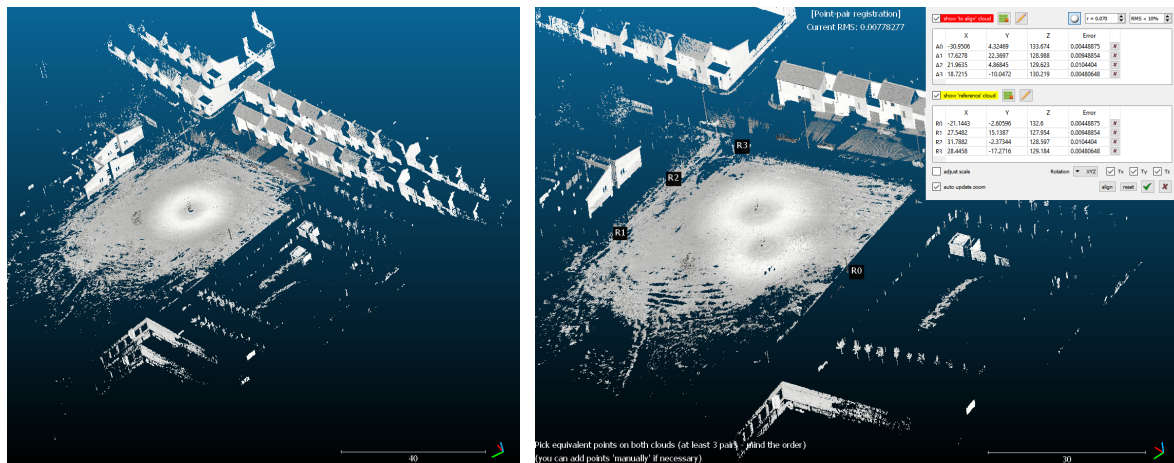 40
[Point-pair registration]
Current RMS: 0.00778277
R3
R2
R1
R0
Pick equivalent points on both clouds (at least 3 pairs - mind the order)
(you can add points 'manually' if necessary)
30
show 'to align' cloud r = 0.070 RMS x 10%
X Y Z Error
A0 -30.9506 4.32469 133.674 0.00448875
A1 17.6278 22.3697 128.988 0.00948854
A2 21.9635 4.86845 129.623 0.0104404
A3 18.7215 -10.0472 130.219 0.00480648
show 'reference' cloud
X Y Z Error
R0 -21.1443 -2.60596 132.6 0.00448875
R1 27.5482 15.1387 127.954 0.00948854
R2 31.7882 -2.37344 128.597 0.0104404
R3 28.4458 -17.2716 129.184 0.00480648
adjust scale Rotation XYZ Tx Ty Tz
auto update zoom align reset